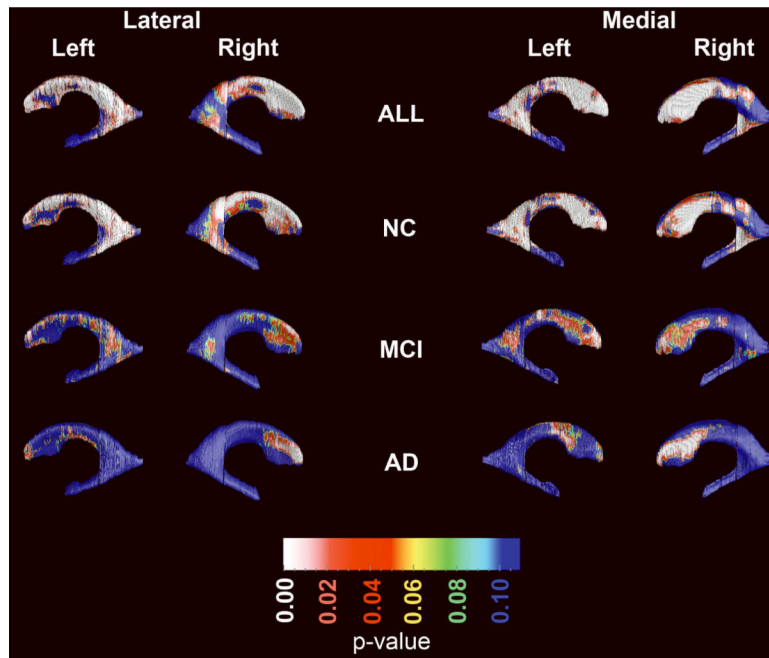 Lateral Medial
Left Right Left Right
ALL
NC
MCI
AD
0.00 0.02 0.04 0.06 0.08 0.10
p-value